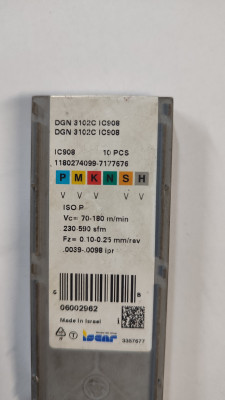 DGN 3102C IC908
DGN 3102C IC908
IC908 10 PCS
1180274099-7177676
P M K N S H
V V V V V
ISO P
Vc= 70-180 m/min
230-590 sfm
Fz= 0.10-0.25 mm/rev
.0039-.0098 ipr
06002962
Made in Israel
iscar
3357877